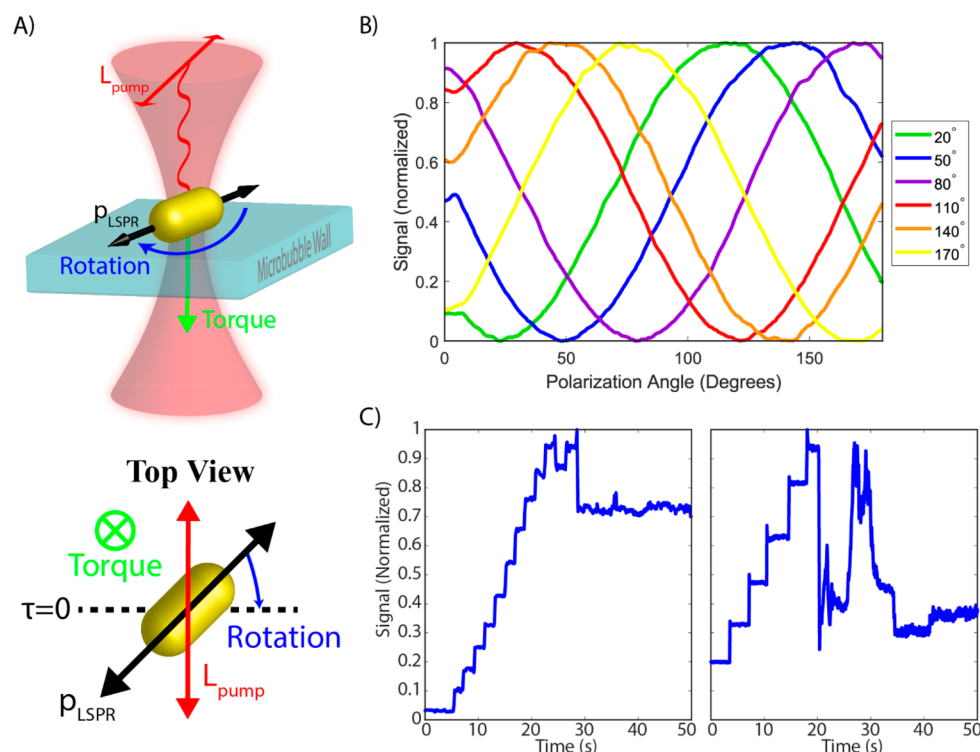 A)
L pump
p LSPR
Rotation
Microbubble Wall
Torque
Top View
Torque
τ=0
Rotation
p LSPR
L pump
B)
Signal (normalized)
1
0.8
0.6
0.4
0.2
0
0
50
100
150
Polarization Angle (Degrees)
20°
50°
80°
110°
140°
170°
C)
Signal (Normalized)
1
0.9
0.8
0.7
0.6
0.5
0.4
0.3
0.2
0.1
0
0 10 20 30 40 50
Time (s)
0 10 20 30 40 50
Time (s)